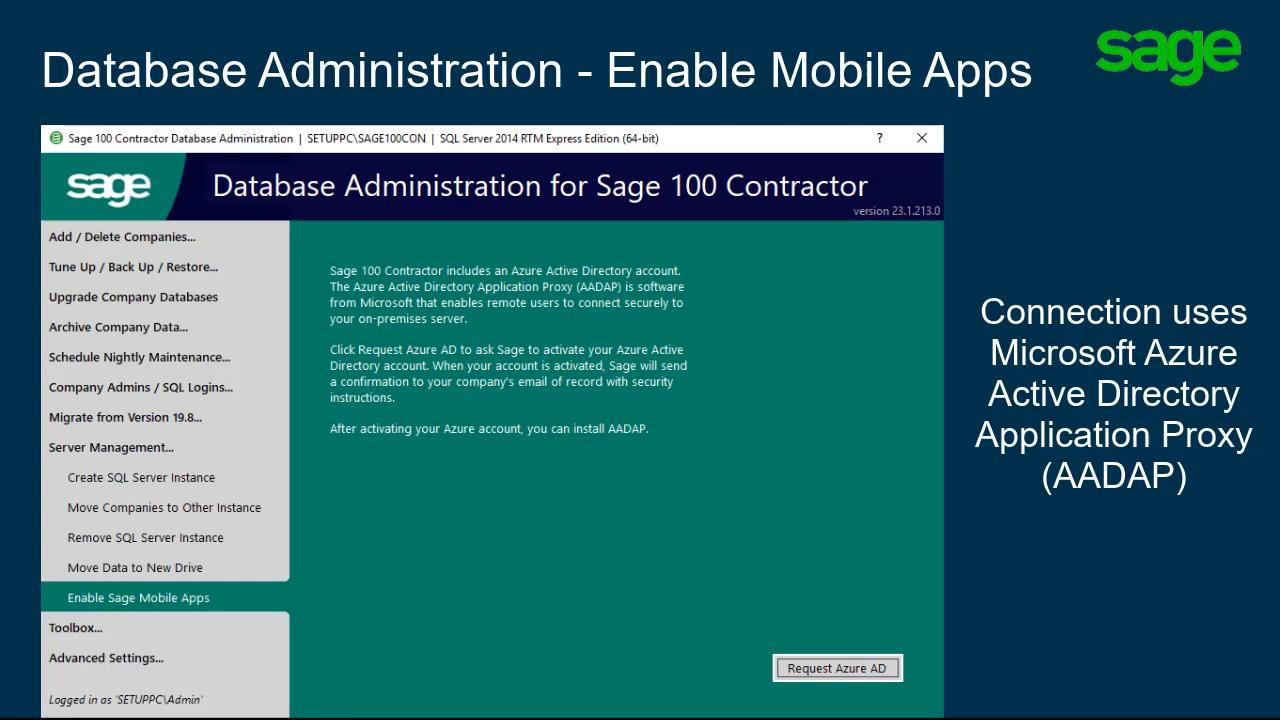 Database Administration - Enable Mobile Apps
sage
Sage 100 Contractor Database Administration | SETUPPC\SAGE100CON | SQL Server 2014 RTM Express Edition (64-bit)
?
sage
Database Administration for Sage 100 Contractor
version 23.1.213.0
Add / Delete Companies...
Tune Up / Back Up / Restore...
Upgrade Company Databases
Archive Company Data...
Schedule Nightly Maintenance...
Company Admins / SQL Logins...
Migrate from Version 19.8...
Server Management...
Create SQL Server Instance
Move Companies to Other Instance
Remove SQL Server Instance
Move Data to New Drive
Enable Sage Mobile Apps
Toolbox...
Advanced Settings...
Logged in as 'SETUPPC\Admin'
Sage 100 Contractor includes an Azure Active Directory account.
The Azure Active Directory Application Proxy (AADAP) is software
from Microsoft that enables remote users to connect securely to
your on-premises server.
Click Request Azure AD to ask Sage to activate your Azure Active
Directory account. When your account is activated, Sage will send
a confirmation to your company's email of record with security
instructions.
After activating your Azure account, you can install AADAP.
Request Azure AD
Connection uses
Microsoft Azure
Active Directory
Application Proxy
(AADAP)